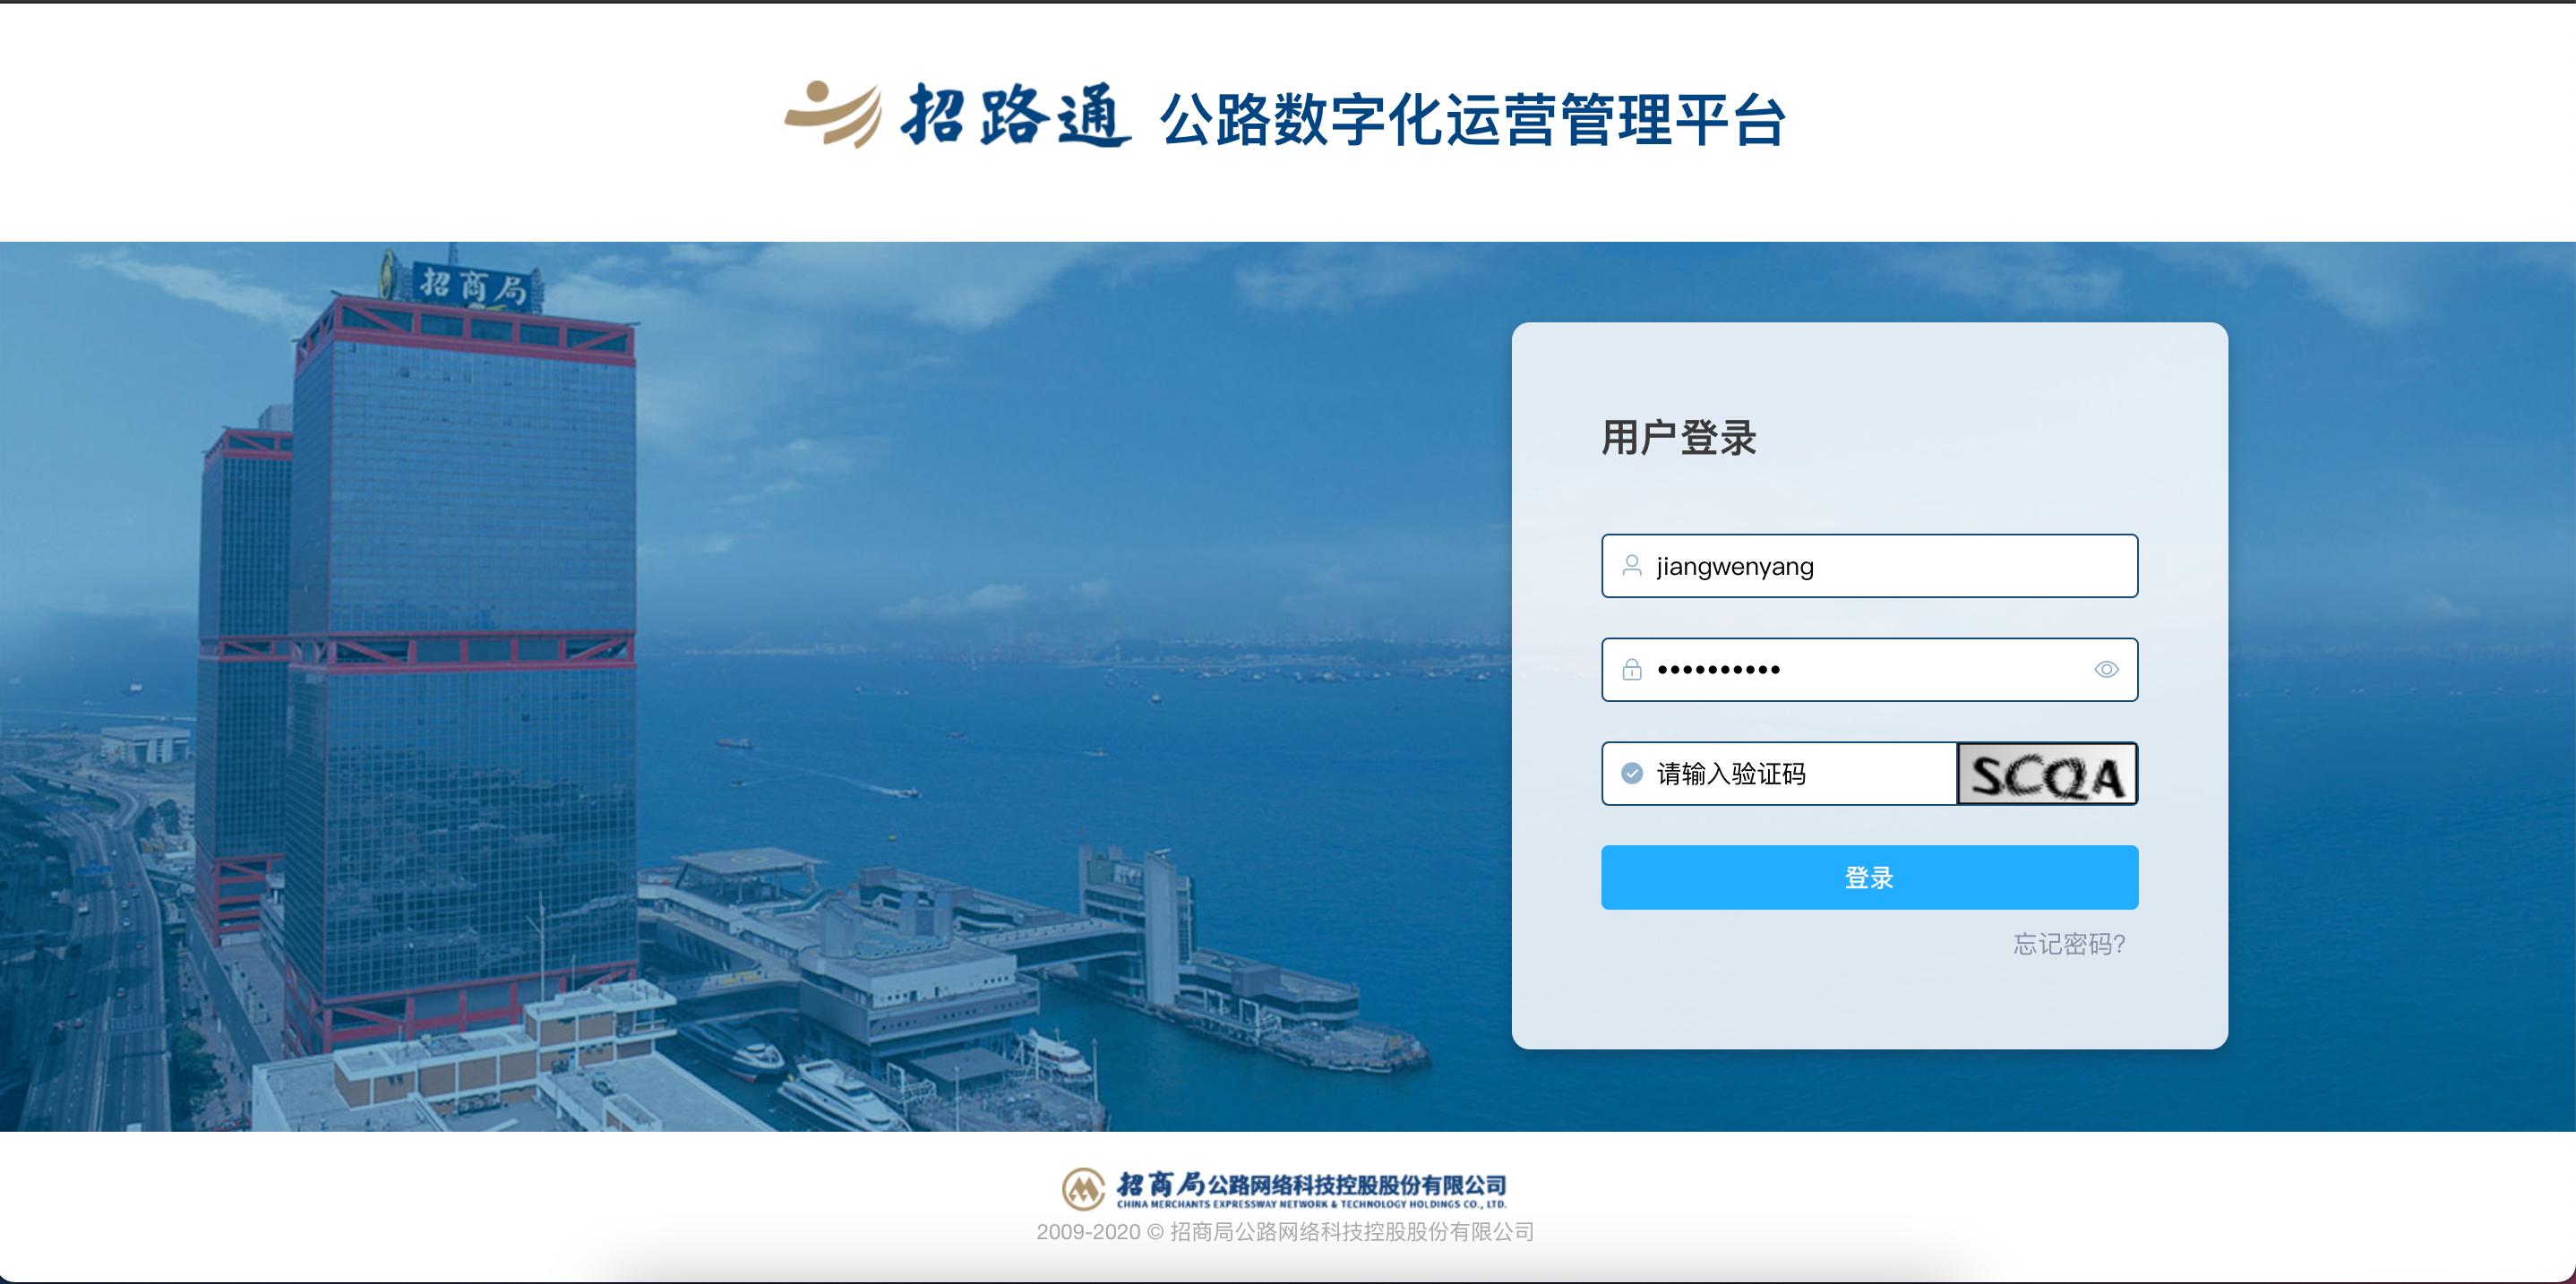 招路通 公路数字化运营管理平台
招商局
用户登录
jiangwenyang
••••••••••
请输入验证码 SCQA
登录
忘记密码?
招商局公路网络科技控股股份有限公司
CHINA MERCHANTS EXPRESSWAY NETWORK & TECHNOLOGY HOLDINGS CO., LTD.
2009-2020 © 招商局公路网络科技控股股份有限公司